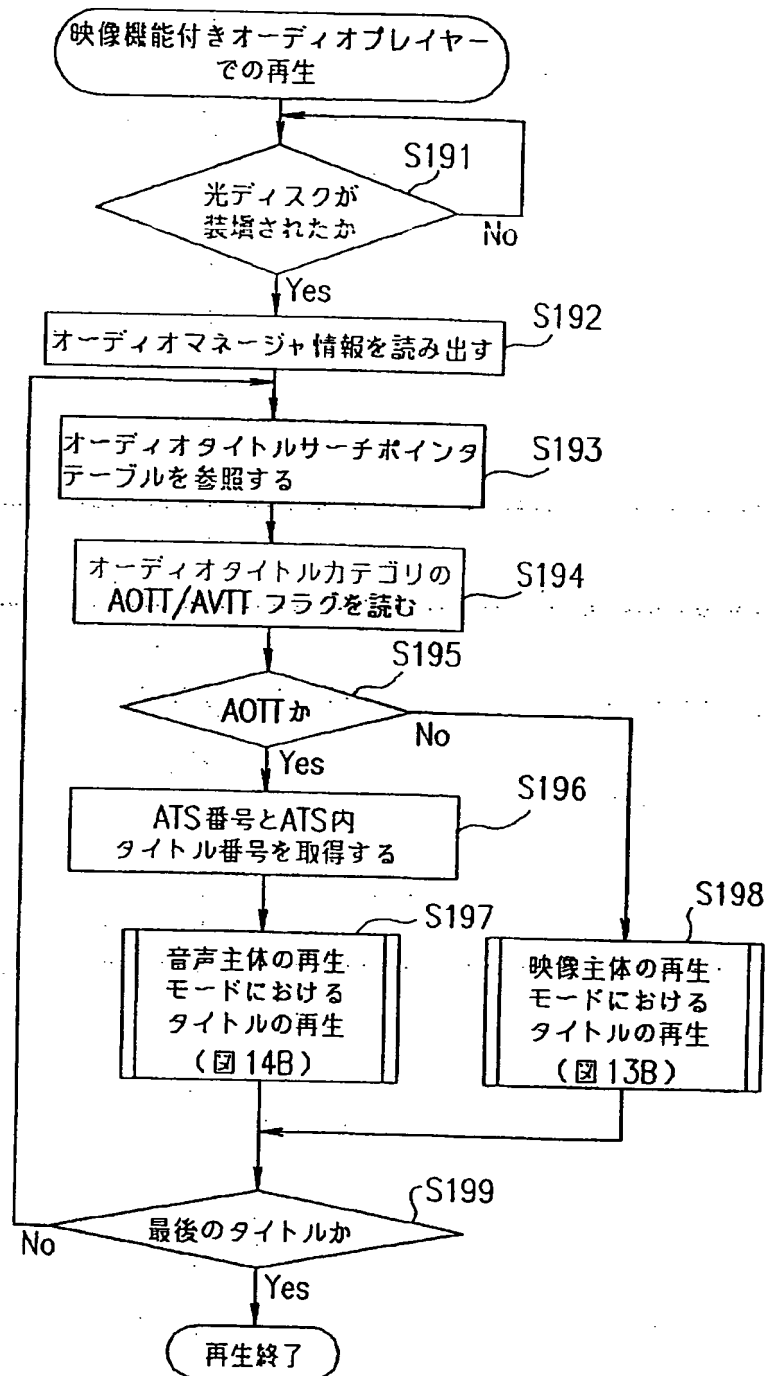 映像機能付きオーディオプレイヤー
での再生
S191
光ディスクが
装塡されたか
No
Yes
S192
オーディオマネージャ情報を読み出す
オーディオタイトルサーチポインタ
テーブルを参照する
S193
オーディオタイトルカテゴリの
AOTT/AVTTフラグを読む
S194
S195
AOTTか
No
Yes
S196
ATS番号とATS内
タイトル番号を取得する
S197
音声主体の再生
モードにおける
タイトルの再生
(図14B)
S198
映像主体の再生
モードにおける
タイトルの再生
(図13B)
S199
最後のタイトルか
No
Yes
再生終了